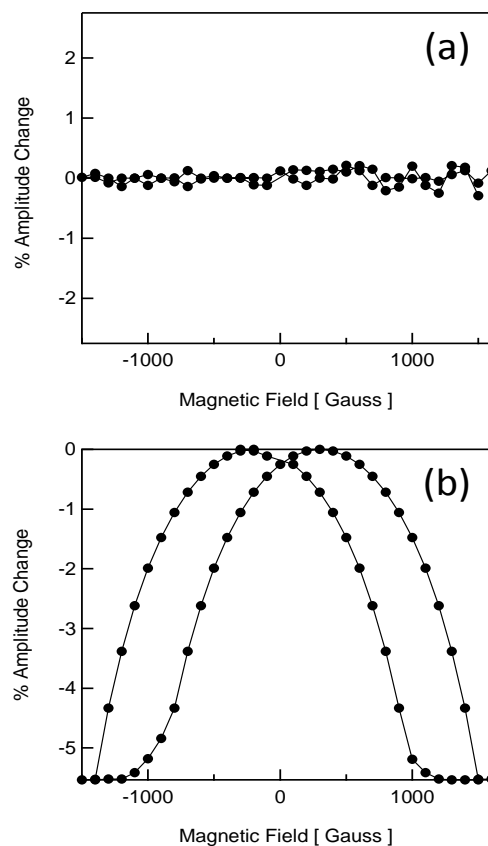 (a)
2
1
0
-1
-2
% Amplitude Change
-1000 0 1000
Magnetic Field [ Gauss ]
(b)
0
-1
-2
-3
-4
-5
% Amplitude Change
-1000 0 1000
Magnetic Field [ Gauss ]